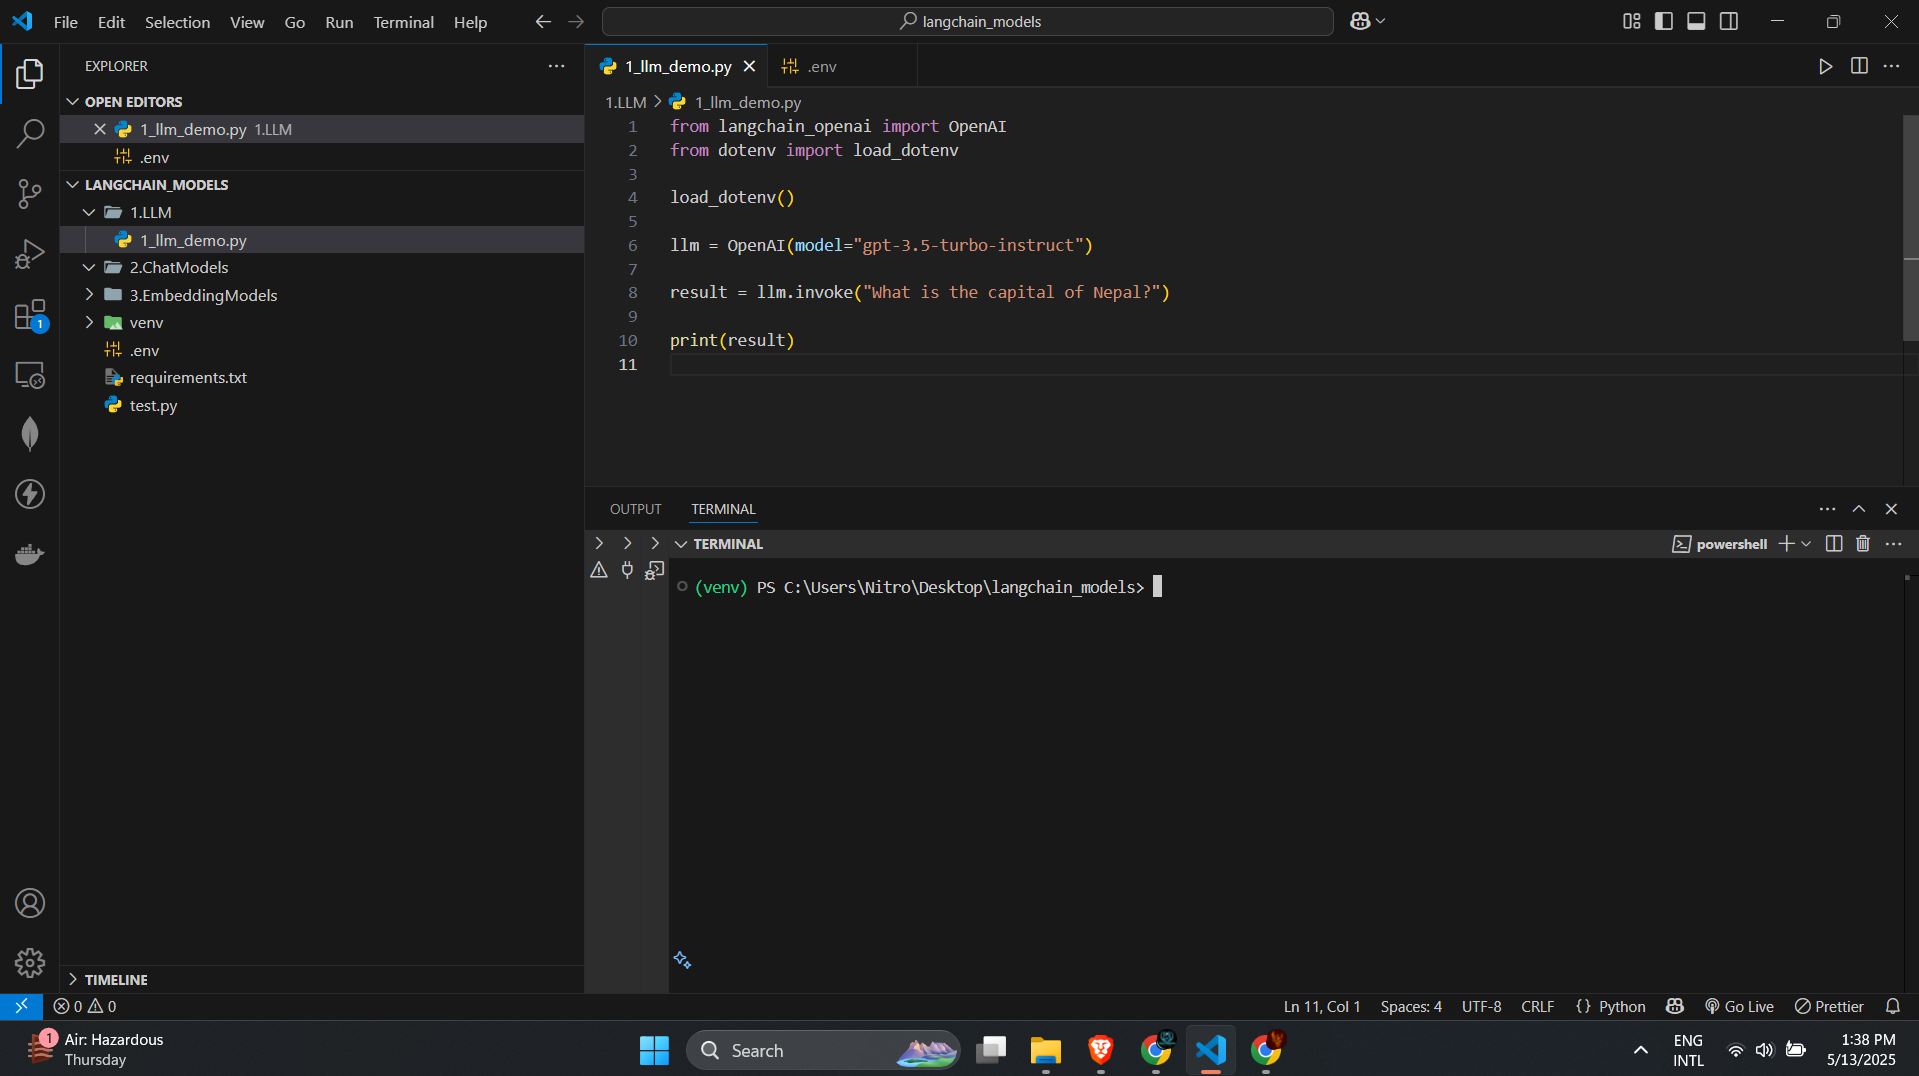 File Edit Selection View Go Run Terminal Help
langchain_models
EXPLORER
OPEN EDITORS
1_llm_demo.py 1.LLM
.env
LANGCHAIN_MODELS
1.LLM
1_llm_demo.py
2.ChatModels
3.EmbeddingModels
venv
.env
requirements.txt
test.py
TIMELINE
1
1_llm_demo.py
.env
1.LLM > 1_llm_demo.py
1 from langchain_openai import OpenAI
2 from dotenv import load_dotenv
3
4 load_dotenv()
5
6 llm = OpenAI(model="gpt-3.5-turbo-instruct")
7
8 result = llm.invoke("What is the capital of Nepal?")
9
10 print(result)
11
OUTPUT TERMINAL
TERMINAL
powershell
(venv) PS C:\Users\Nitro\Desktop\langchain_models>
0 0
Ln 11, Col 1 Spaces: 4 UTF-8 CRLF {} Python Go Live Prettier
1
Air: Hazardous
Thursday
Search
ENG
INTL
1:38 PM
5/13/2025